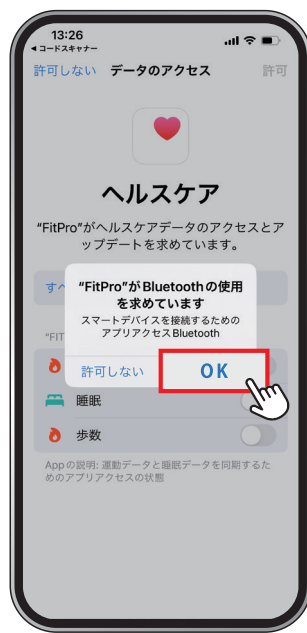 13:26
◀ コードスキャナー
許可しない データのアクセス 許可
ヘルスケア
“FitPro”がヘルスケアデータのアクセスとア
ップデートを求めています。
すべ
“FitPro”がBluetoothの使用
を求めています
スマートデバイスを接続するための
アプリアクセスBluetooth
“FIT
許可しない OK
睡眠
歩数
Appの説明: 運動データと睡眠データを同期するた
めのアプリアクセスの状態